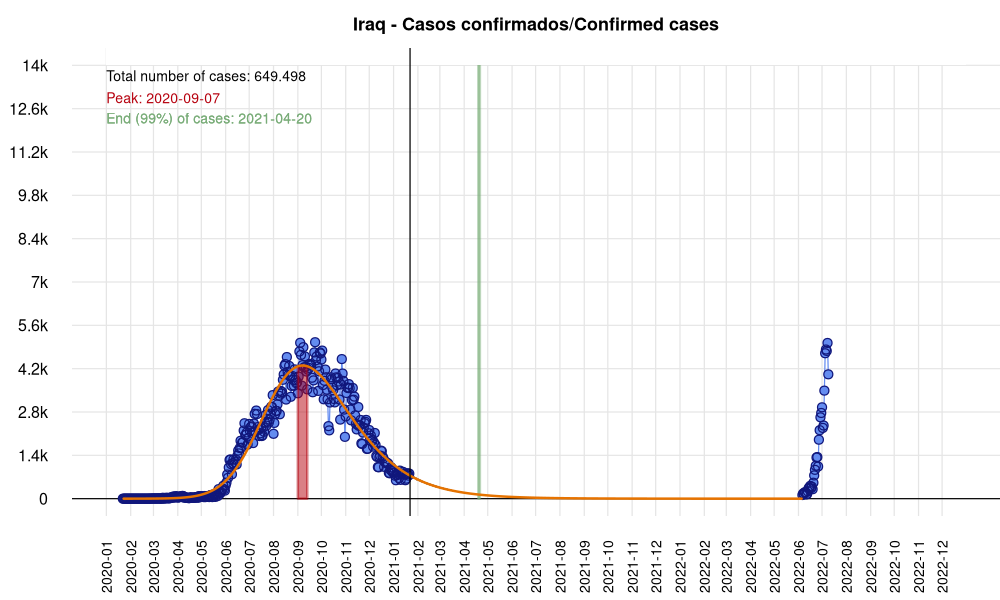 Iraq - Casos confirmados/Confirmed cases
14k
12.6k
11.2k
9.8k
8.4k
7k
5.6k
4.2k
2.8k
1.4k
0
Total number of cases: 649.498
Peak: 2020-09-07
End (99%) of cases: 2021-04-20
2020-01
2020-02
2020-03
2020-04
2020-05
2020-06
2020-07
2020-08
2020-09
2020-10
2020-11
2020-12
2021-01
2021-02
2021-03
2021-04
2021-05
2021-06
2021-07
2021-08
2021-09
2021-10
2021-11
2021-12
2022-01
2022-02
2022-03
2022-04
2022-05
2022-06
2022-07
2022-08
2022-09
2022-10
2022-11
2022-12